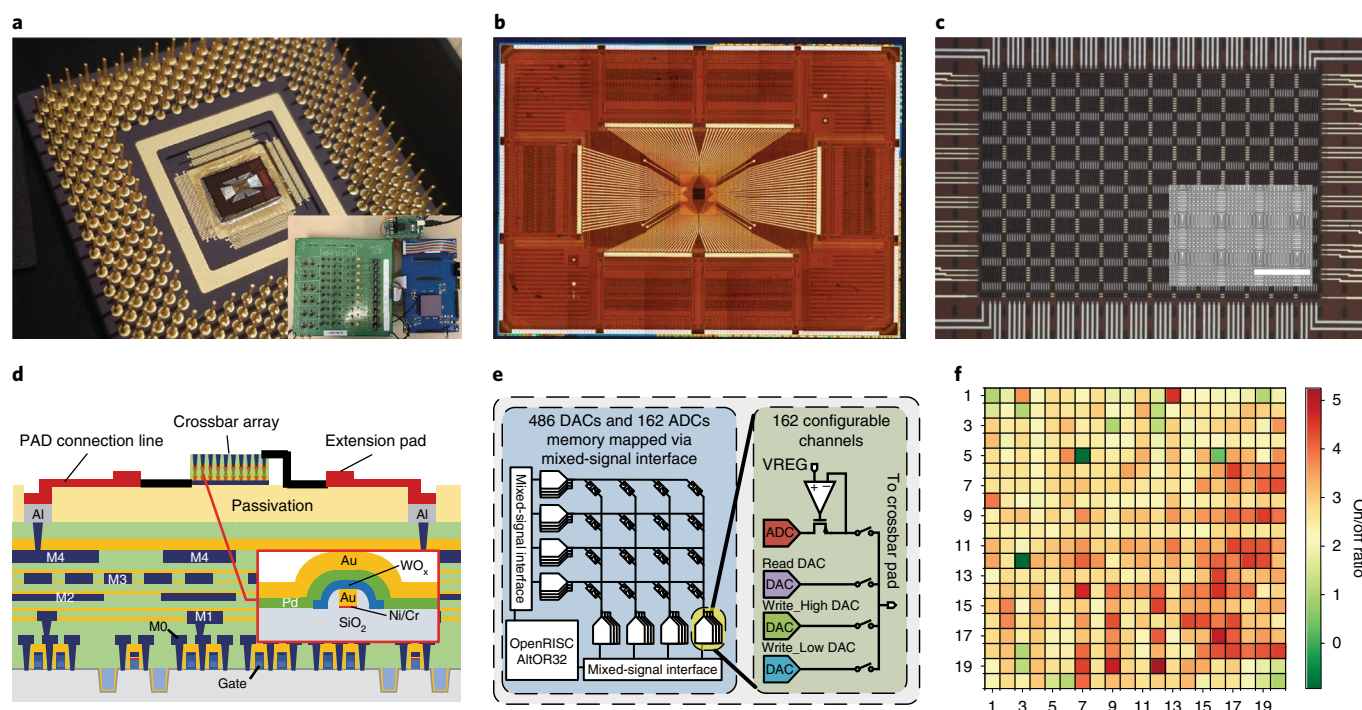 a
b
c
d
Crossbar array
PAD connection line
Extension pad
Passivation
Al
Al
M4
M4
M3
M2
M1
M0
Au
WOx
Au
Pd
Ni/Cr
SiO2
Gate
e
486 DACs and 162 ADCs
memory mapped via
mixed-signal interface
Mixed-signal interface
OpenRISC
AltOR32
Mixed-signal interface
162 configurable
channels
VREG
+ −
ADC
Read DAC
DAC
Write_High DAC
DAC
Write_Low DAC
DAC
To crossbar pad
f
1
3
5
7
9
11
13
15
17
19
1 3 5 7 9 11 13 15 17 19
5
4
3
2
1
0
On/off ratio